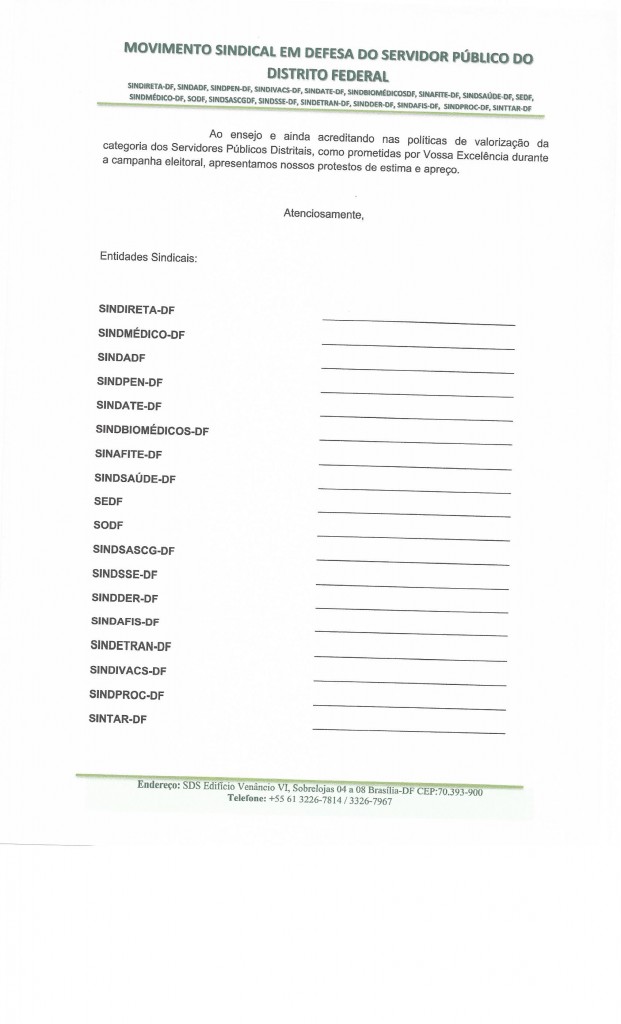 MOVIMENTO SINDICAL EM DEFESA DO SERVIDOR PÚBLICO DO
DISTRITO FEDERAL
SINDIRETA-DF, SINDADF, SINDPEN-DF, SINDIVACS-DF, SINDATE-DF, SINDBIOMÉDICOSDF, SINAFITE-DF, SINDSAÚDE-DF, SEDF,
SINDMÉDICO-DF, SODF, SINDSASCGDF, SINDSSE-DF, SINDETRAN-DF, SINDDER-DF, SINDAFIS-DF, SINDPROC-DF, SINTTAR-DF
Ao ensejo e ainda acreditando nas políticas de valorização da
categoria dos Servidores Públicos Distritais, como prometidas por Vossa Excelência durante
a campanha eleitoral, apresentamos nossos protestos de estima e apreço.
Atenciosamente,
Entidades Sindicais:
SINDIRETA-DF
SINDMÉDICO-DF
SINDADF
SINDPEN-DF
SINDATE-DF
SINDBIOMÉDICOS-DF
SINAFITE-DF
SINDSAÚDE-DF
SEDF
SODF
SINDSASCG-DF
SINDSSE-DF
SINDDER-DF
SINDAFIS-DF
SINDETRAN-DF
SINDIVACS-DF
SINDPROC-DF
SINTAR-DF
Endereço: SDS Edifício Venâncio VI, Sobrelojas 04 a 08 Brasília-DF CEP:70.393-900
Telefone: +55 61 3226-7814 / 3326-7967